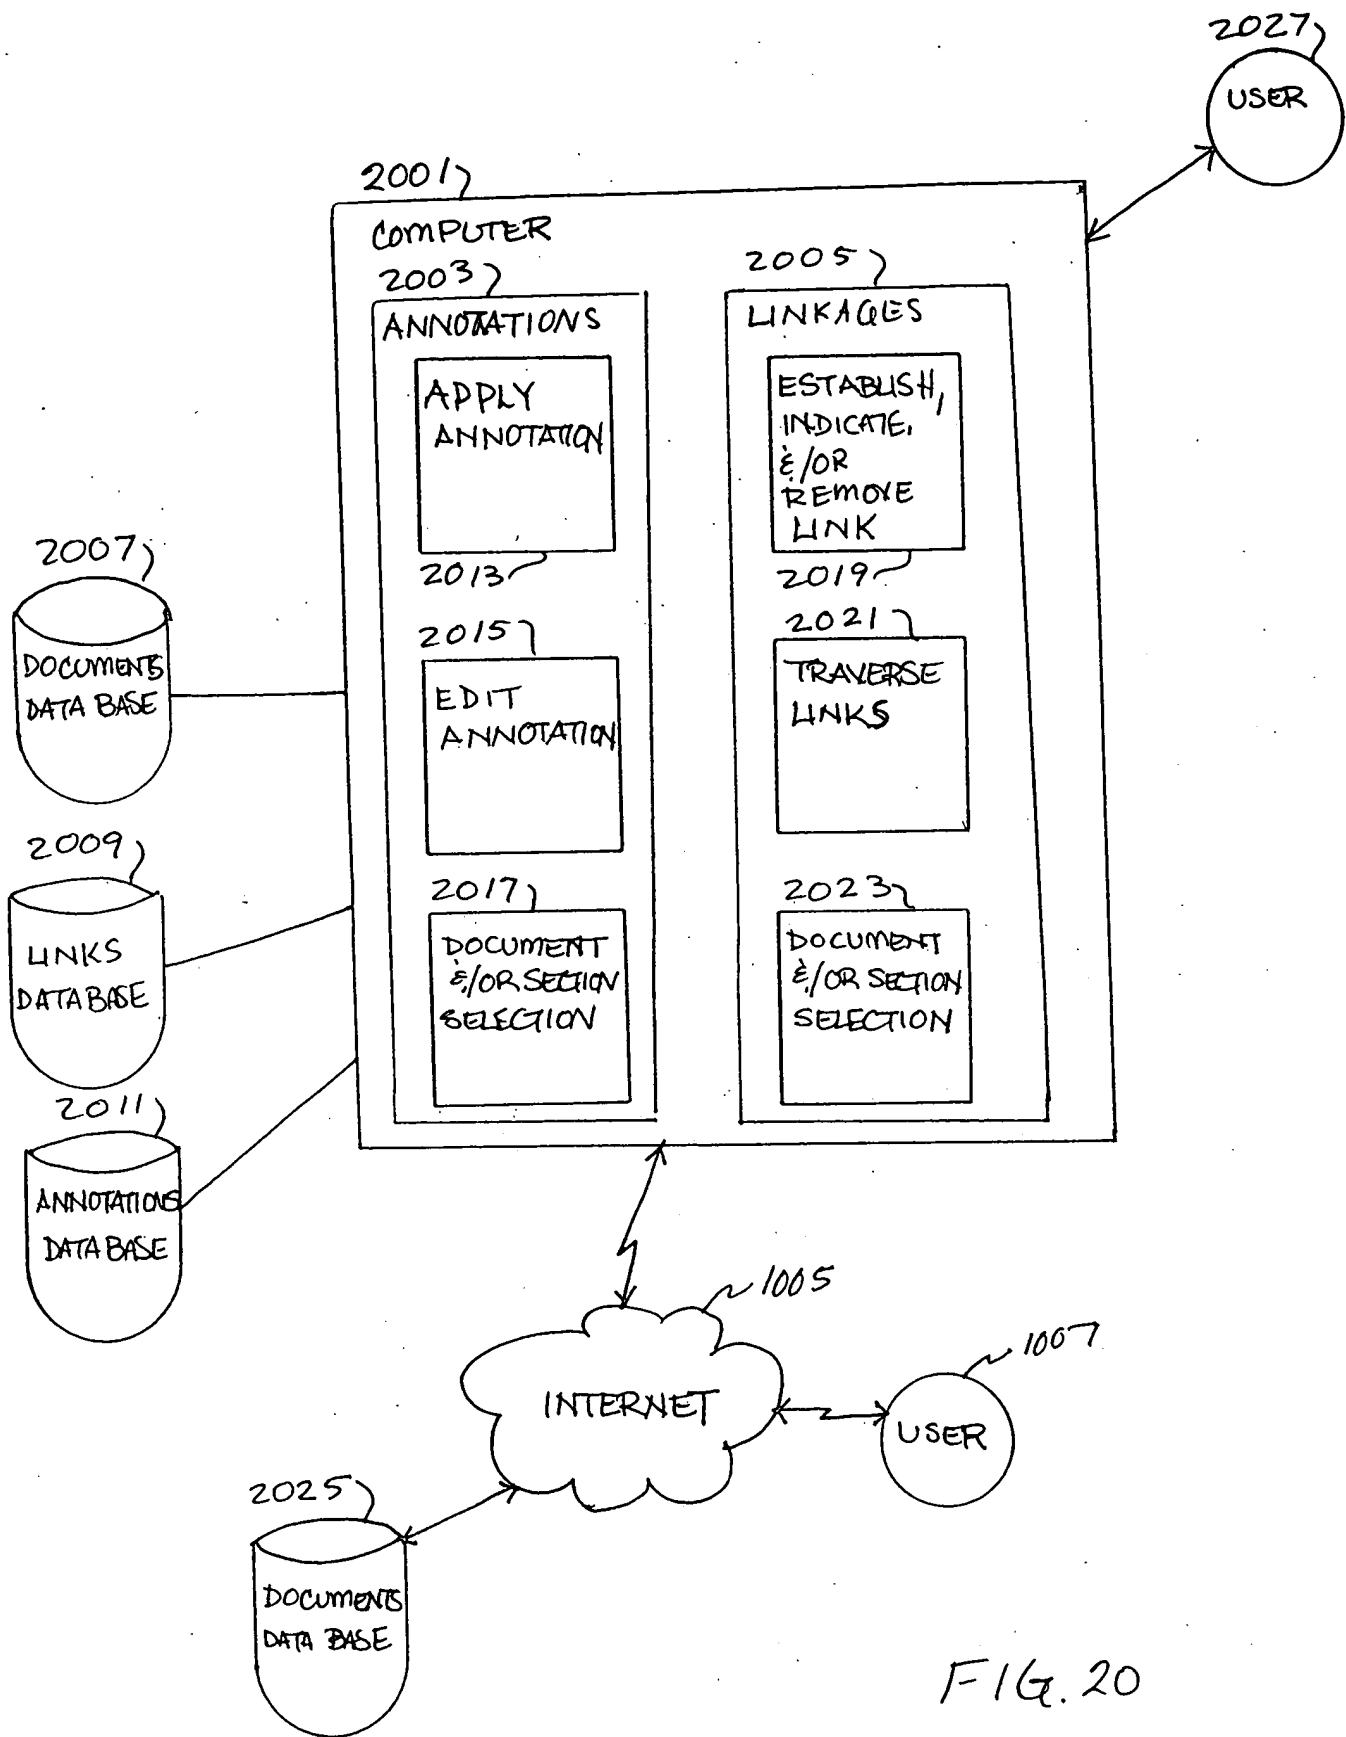 2027
USER
2001
COMPUTER
2003
ANNOTATIONS
APPLY
ANNOTATION
2013
2015
EDIT
ANNOTATION
2017
DOCUMENT
&/OR SECTION
SELECTION
2005
LINKAGES
ESTABLISH,
INDICATE,
&/OR
REMOVE
LINK
2019
2021
TRAVERSE
LINKS
2023
DOCUMENT
&/OR SECTION
SELECTION
2007
DOCUMENTS
DATA BASE
2009
LINKS
DATABASE
2011
ANNOTATIONS
DATA BASE
1005
INTERNET
1007
USER
2025
DOCUMENTS
DATA BASE
FIG. 20